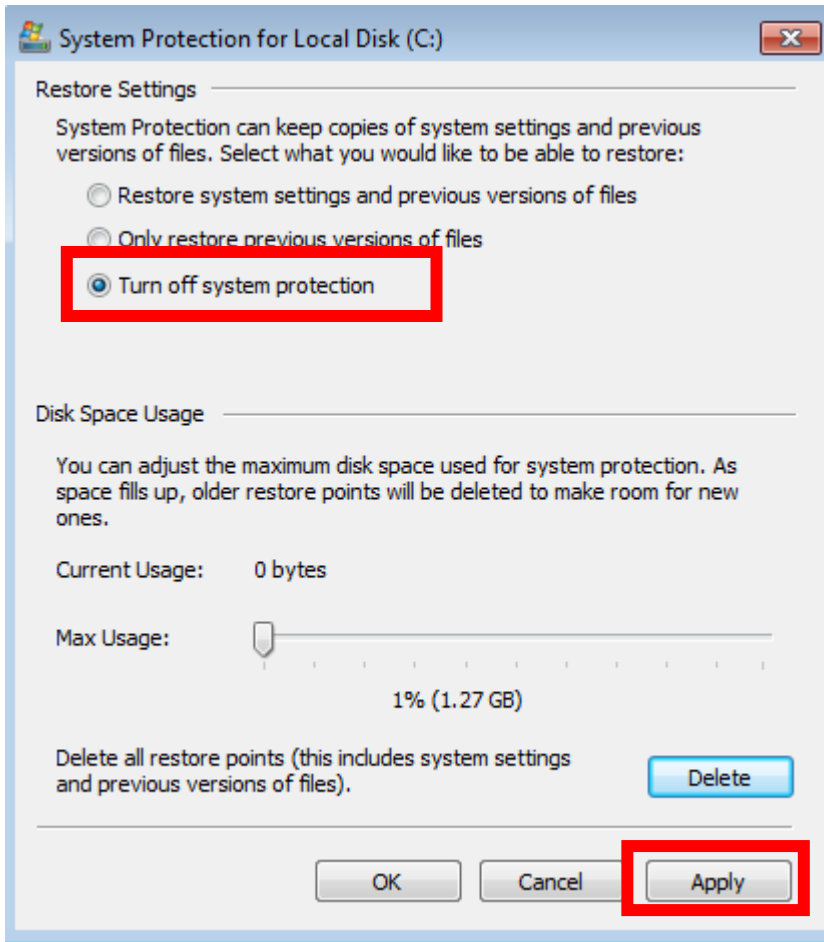 System Protection for Local Disk (C:)
Restore Settings
System Protection can keep copies of system settings and previous
versions of files. Select what you would like to be able to restore:
Restore system settings and previous versions of files
Only restore previous versions of files
Turn off system protection
Disk Space Usage
You can adjust the maximum disk space used for system protection. As
space fills up, older restore points will be deleted to make room for new
ones.
Current Usage: 0 bytes
Max Usage:
1% (1.27 GB)
Delete all restore points (this includes system settings
and previous versions of files).
Delete
OK Cancel Apply